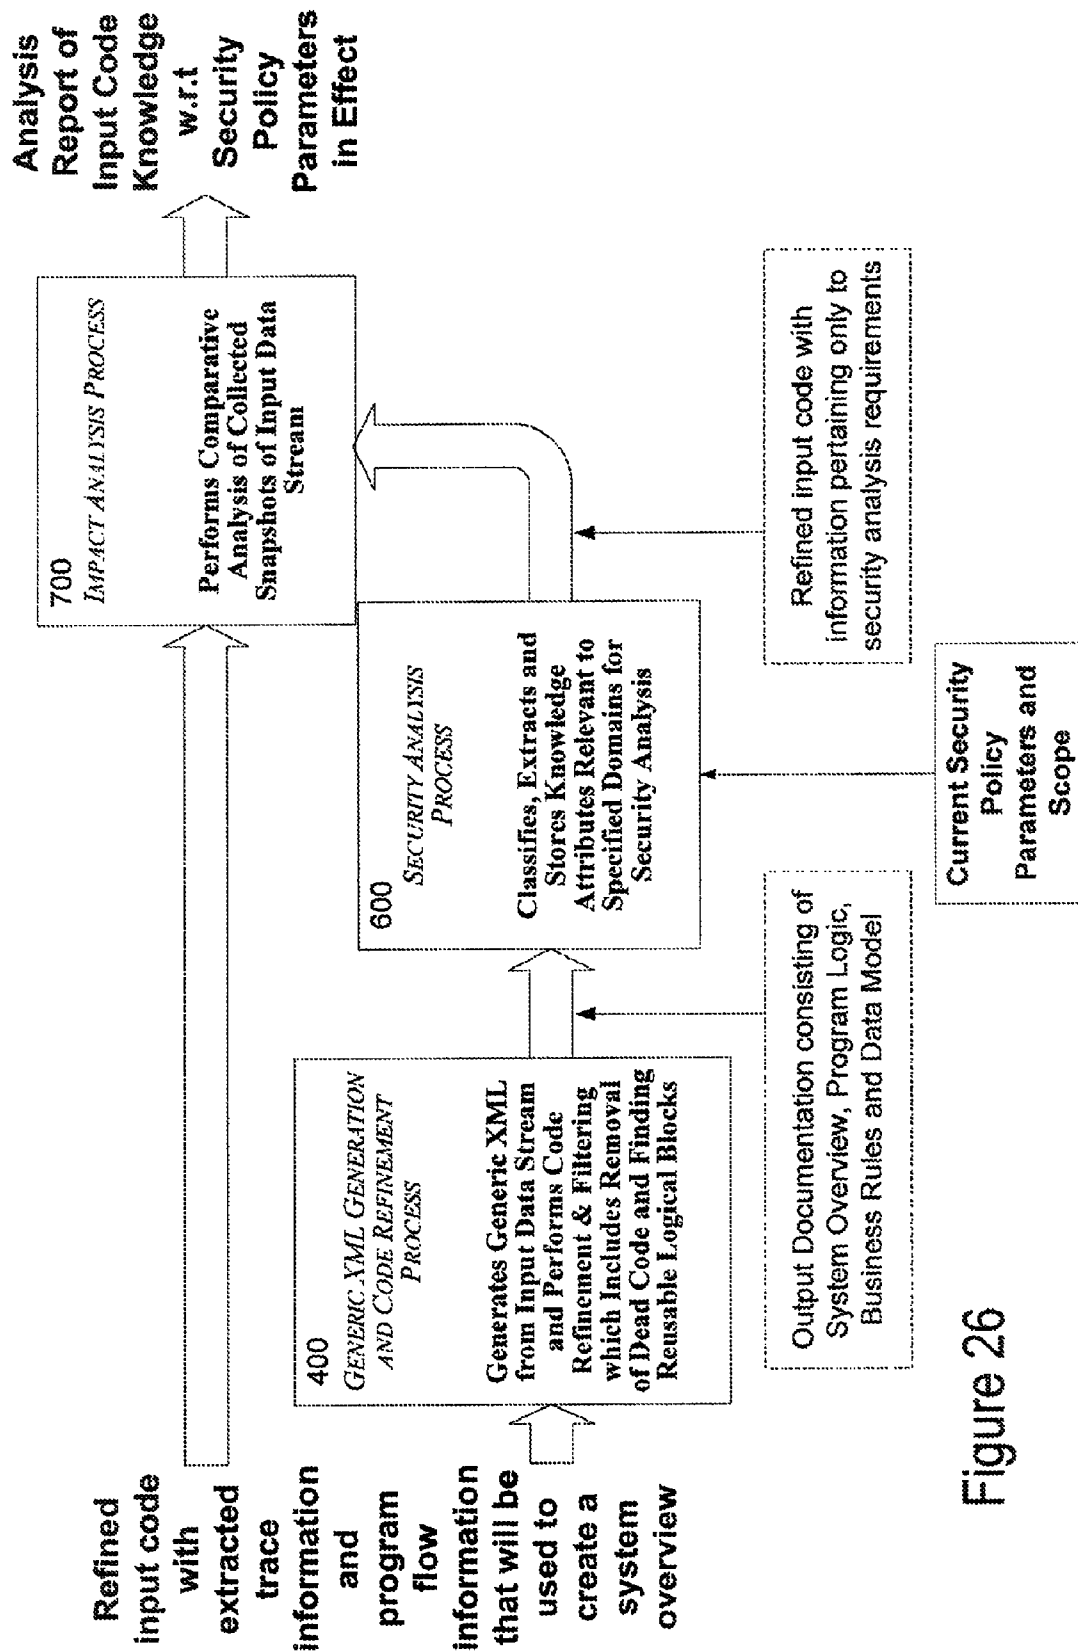 Refined
input code
with
extracted
trace
information
and
program
flow
information
that will be
used to
create a
system
overview
400
GENERIC XML GENERATION
AND CODE REFINEMENT
PROCESS
Generates Generic XML
from Input Data Stream
and Performs Code
Refinement & Filtering
which Includes Removal
of Dead Code and Finding
Reusable Logical Blocks
Output Documentation consisting of
System Overview, Program Logic,
Business Rules and Data Model
600
SECURITY ANALYSIS
PROCESS
Classifies, Extracts and
Stores Knowledge
Attributes Relevant to
Specified Domains for
Security Analysis
Current Security
Policy
Parameters and
Scope
700
IMPACT ANALYSIS PROCESS
Performs Comparative
Analysis of Collected
Snapshots of Input Data
Stream
Refined input code with
information pertaining only to
security analysis requirements
Analysis
Report of
Input Code
Knowledge
w.r.t
Security
Policy
Parameters
in Effect
Figure 26